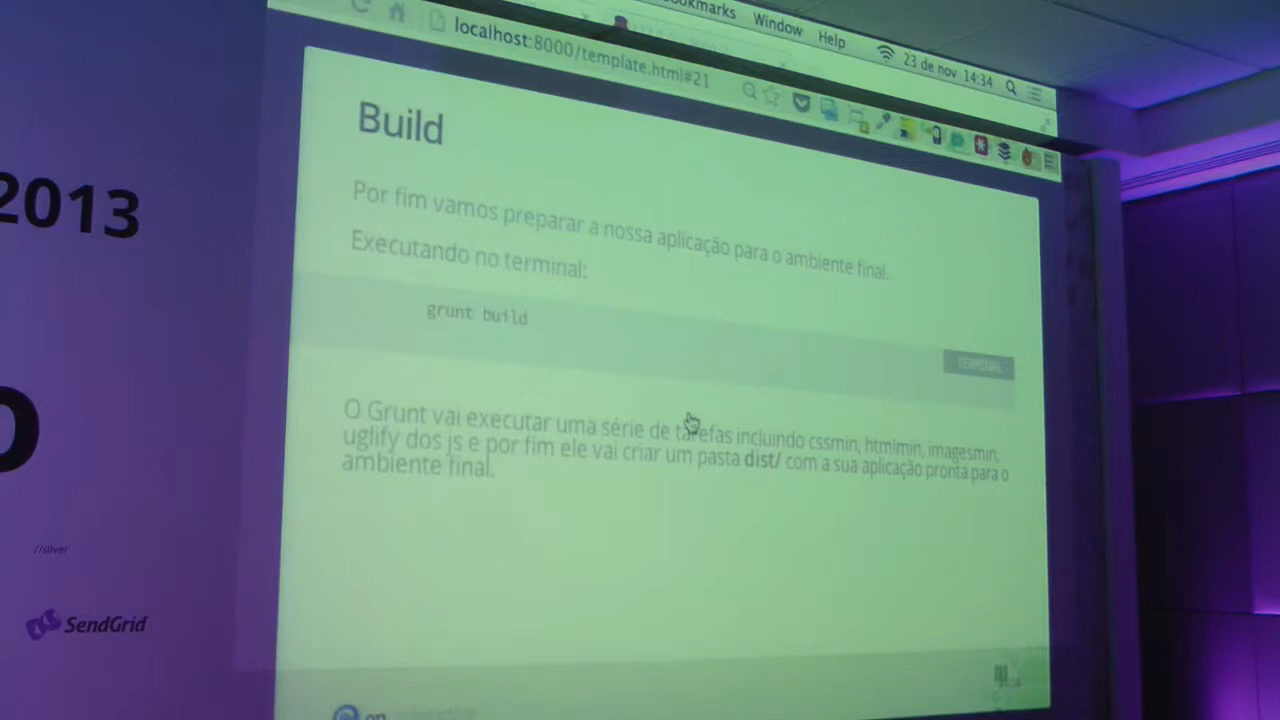 Bookmarks Window Help 23 de nov 14:34
localhost:8000/template.html#21
2013
Build
Por fim vamos preparar a nossa aplicação para o ambiente final.
Executando no terminal:
grunt build
TERMINAL
O Grunt vai executar uma série de tarefas incluindo cssmin, htmlmin, imagesmin,
uglify dos js e por fim ele vai criar um pasta dist/ com a sua aplicação pronta para o
ambiente final.
//silver
SendGrid